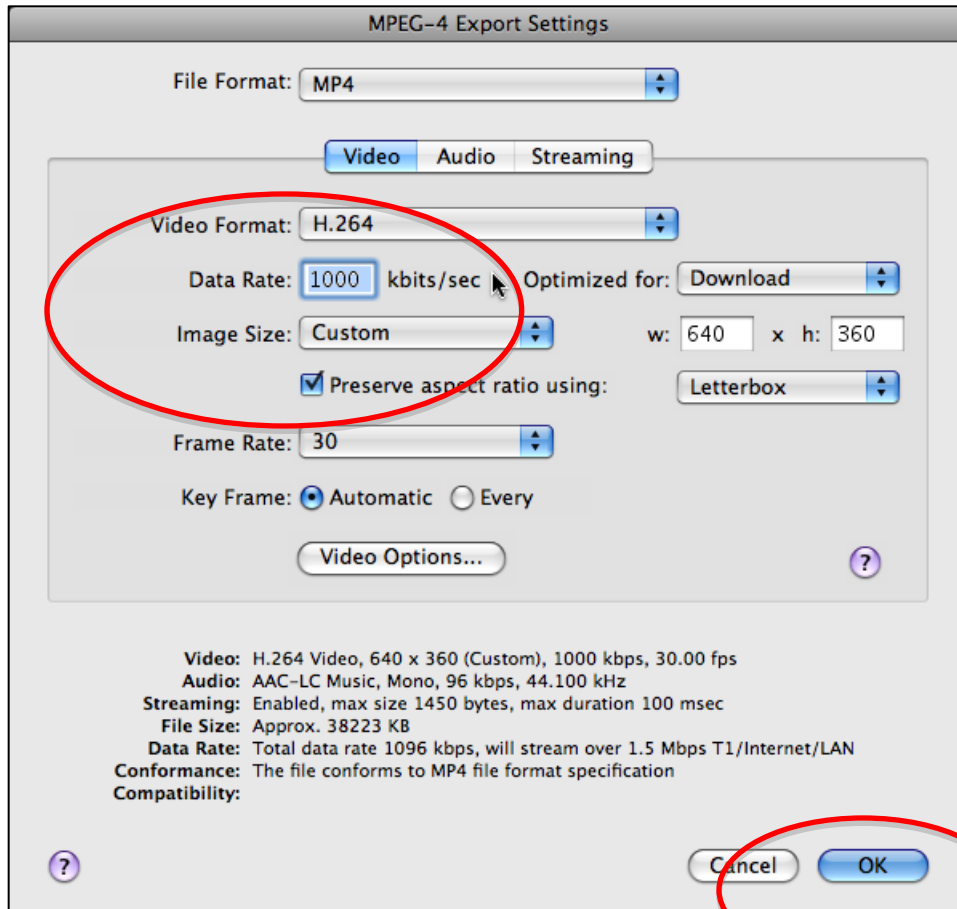 MPEG-4 Export Settings
File Format: MP4
Video Audio Streaming
Video Format: H.264
Data Rate: 1000 kbits/sec Optimized for: Download
Image Size: Custom w: 640 x h: 360
Preserve aspect ratio using: Letterbox
Frame Rate: 30
Key Frame: Automatic Every
Video Options...
?
Video: H.264 Video, 640 x 360 (Custom), 1000 kbps, 30.00 fps
Audio: AAC-LC Music, Mono, 96 kbps, 44.100 kHz
Streaming: Enabled, max size 1450 bytes, max duration 100 msec
File Size: Approx. 38223 KB
Data Rate: Total data rate 1096 kbps, will stream over 1.5 Mbps T1/Internet/LAN
Conformance: The file conforms to MP4 file format specification
Compatibility:
? Cancel OK